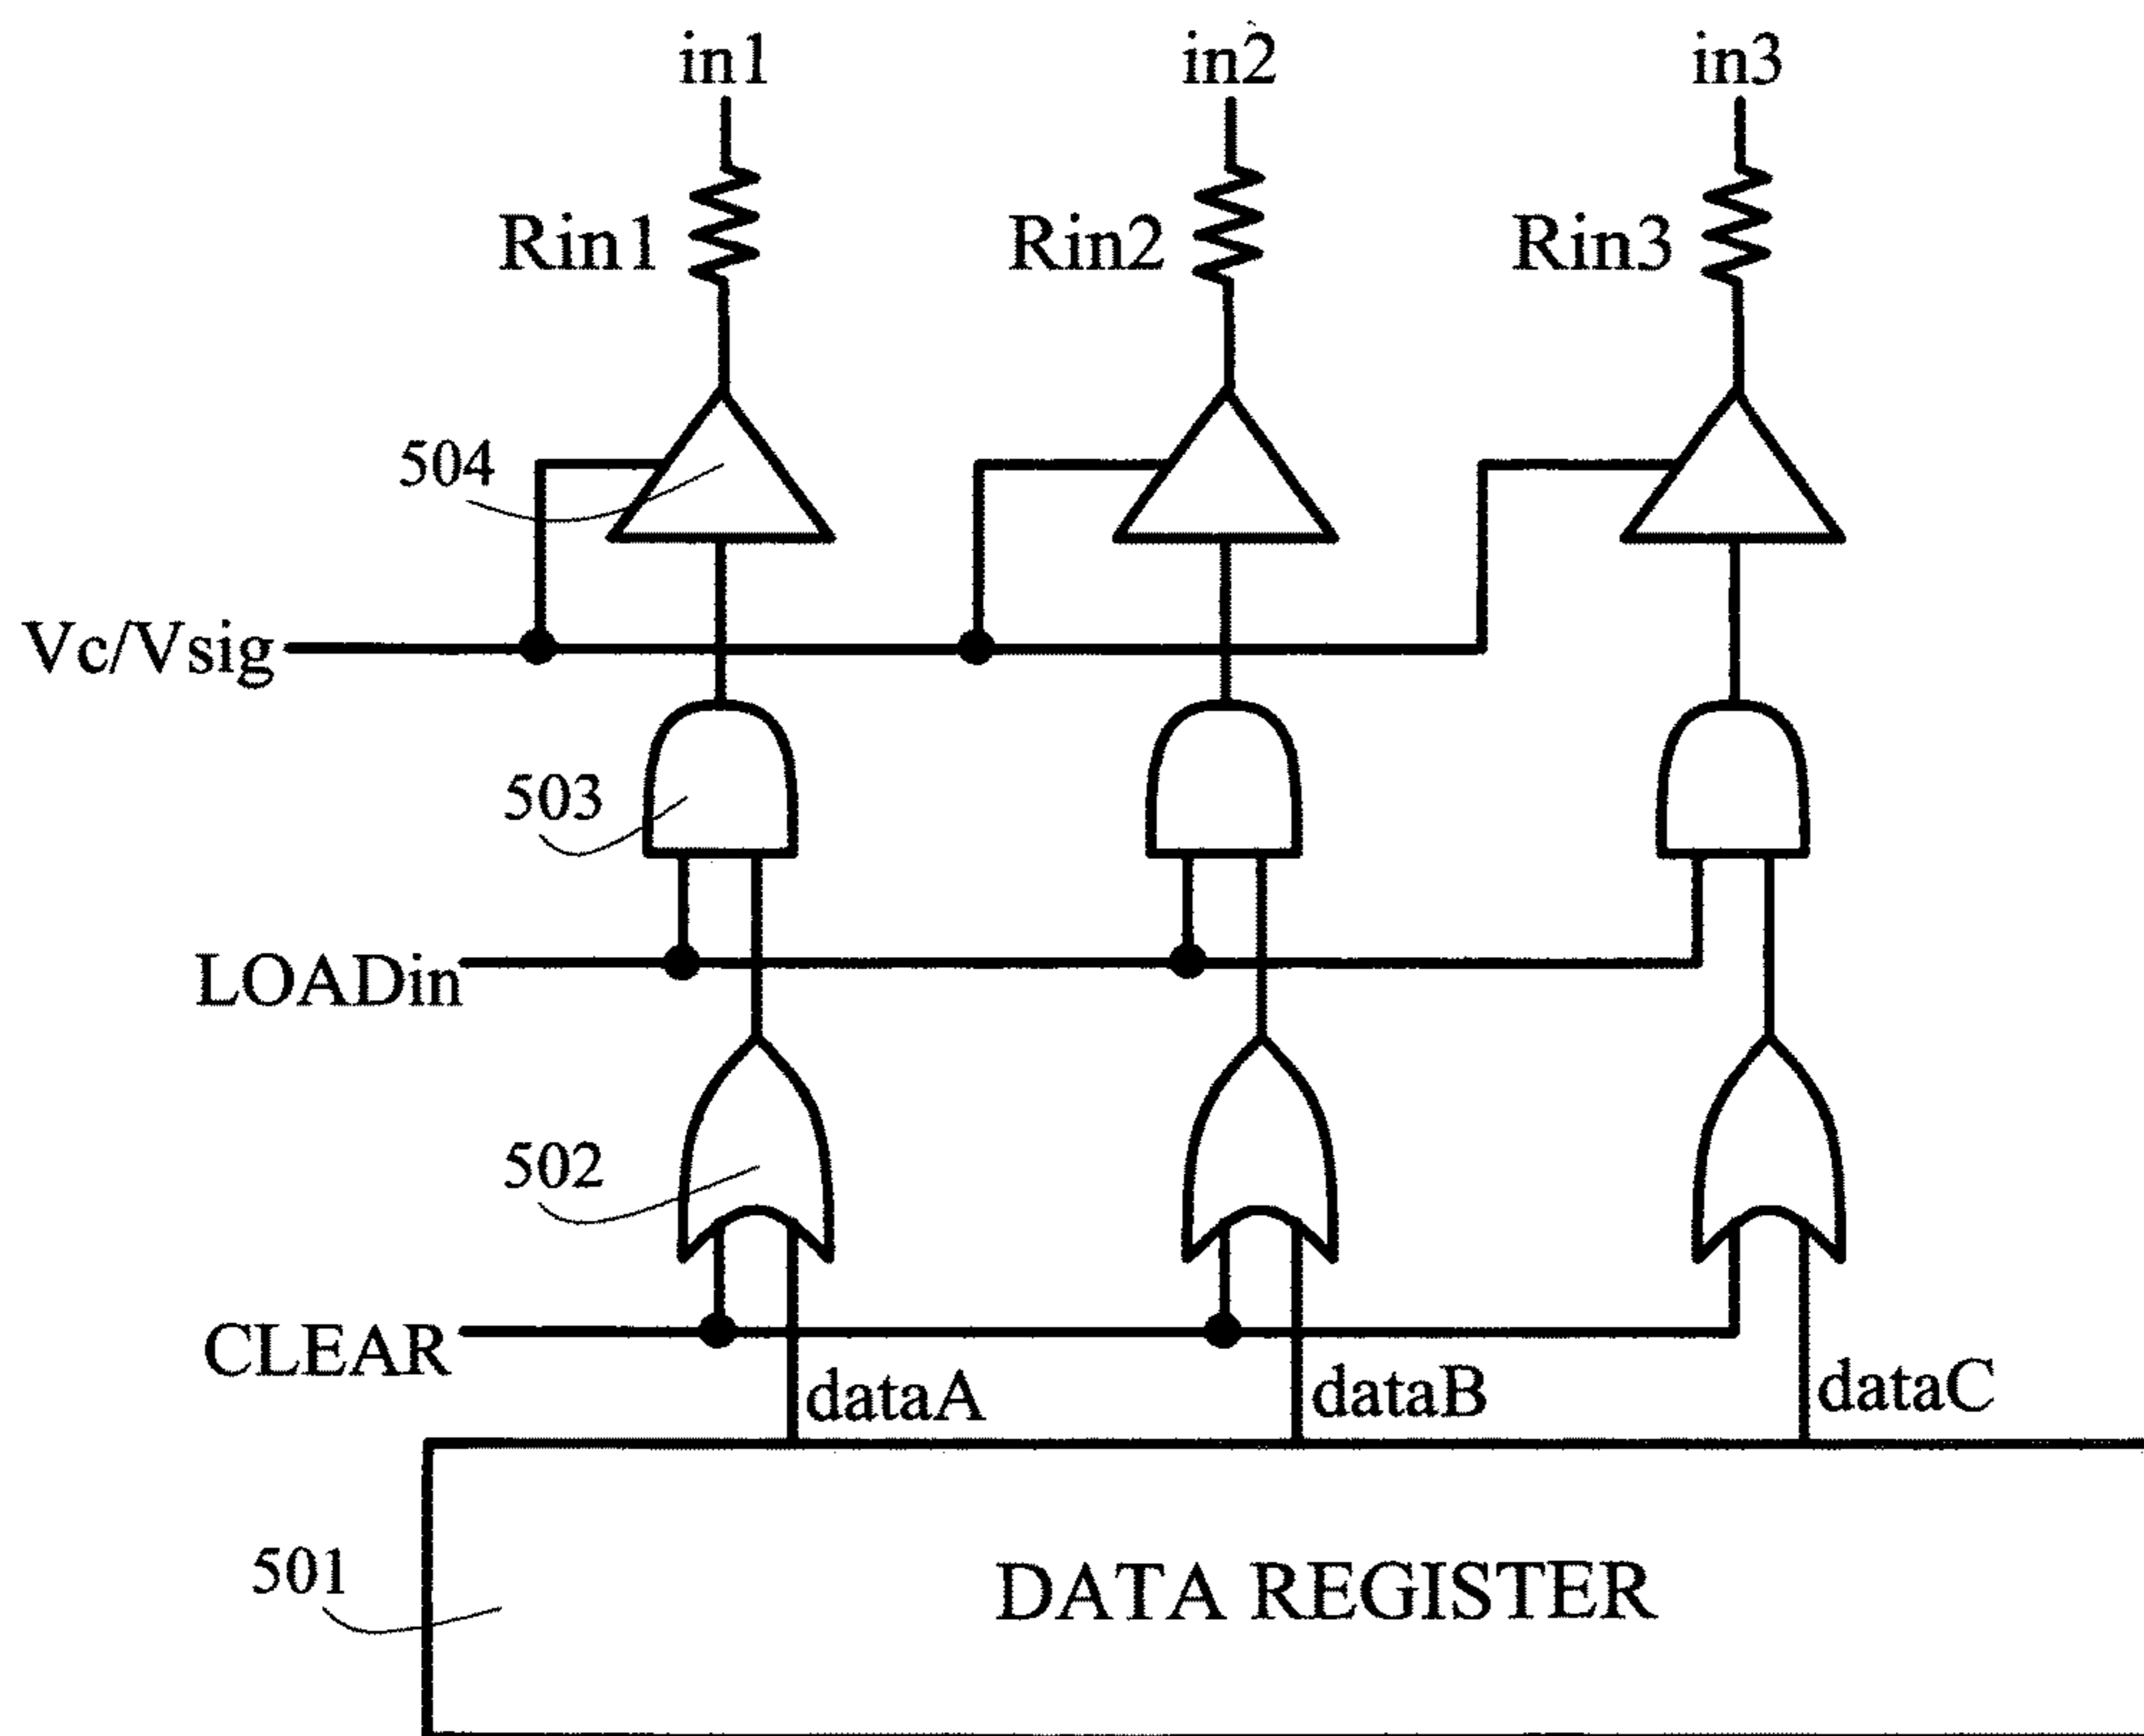 in1 in2 in3
Rin1 Rin2 Rin3
504
Vc/Vsig
503
LOADin
502
CLEAR
dataA dataB dataC
501 DATA REGISTER